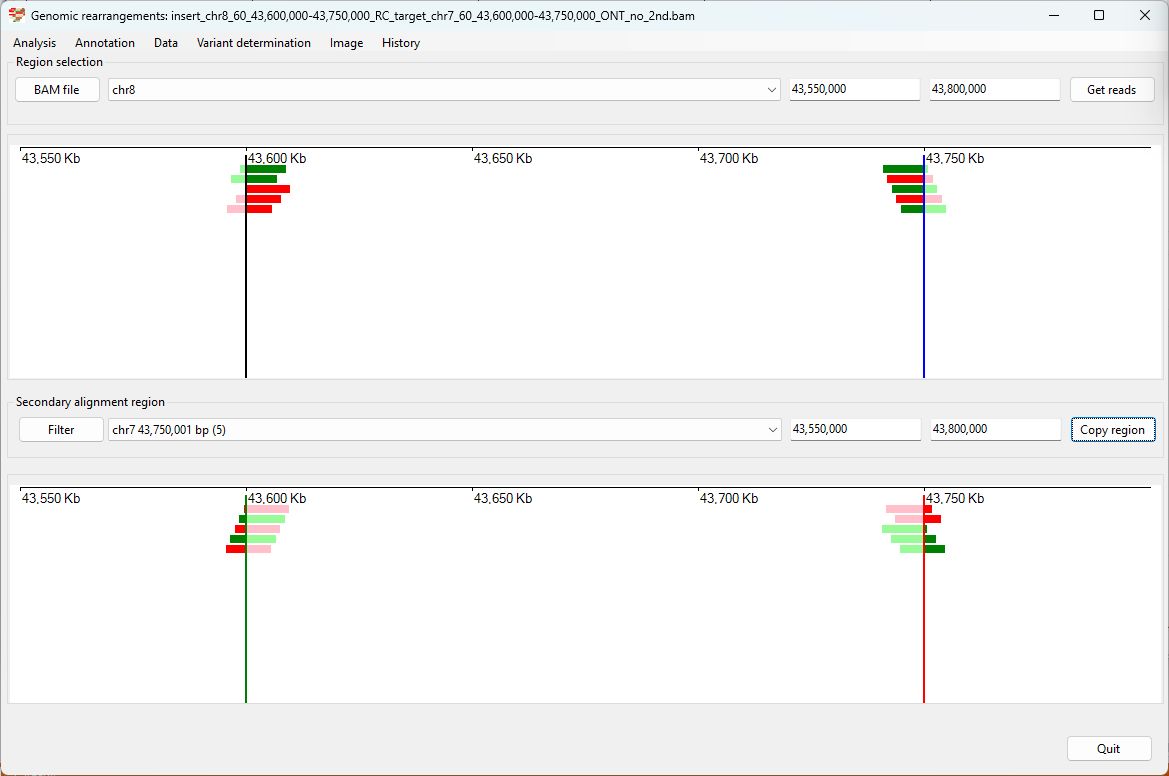 Genomic rearrangements: insert_chr8_60_43,600,000-43,750,000_RC_target_chr7_60_43,600,000-43,750,000_ONT_no_2nd.bam
Analysis Annotation Data Variant determination Image History
Region selection
BAM file chr8 43,550,000 43,800,000 Get reads
43,550 Kb 43,600 Kb 43,650 Kb 43,700 Kb 43,750 Kb
Secondary alignment region
Filter chr7 43,750,001 bp (5) 43,550,000 43,800,000 Copy region
43,550 Kb 43,600 Kb 43,650 Kb 43,700 Kb 43,750 Kb
Quit